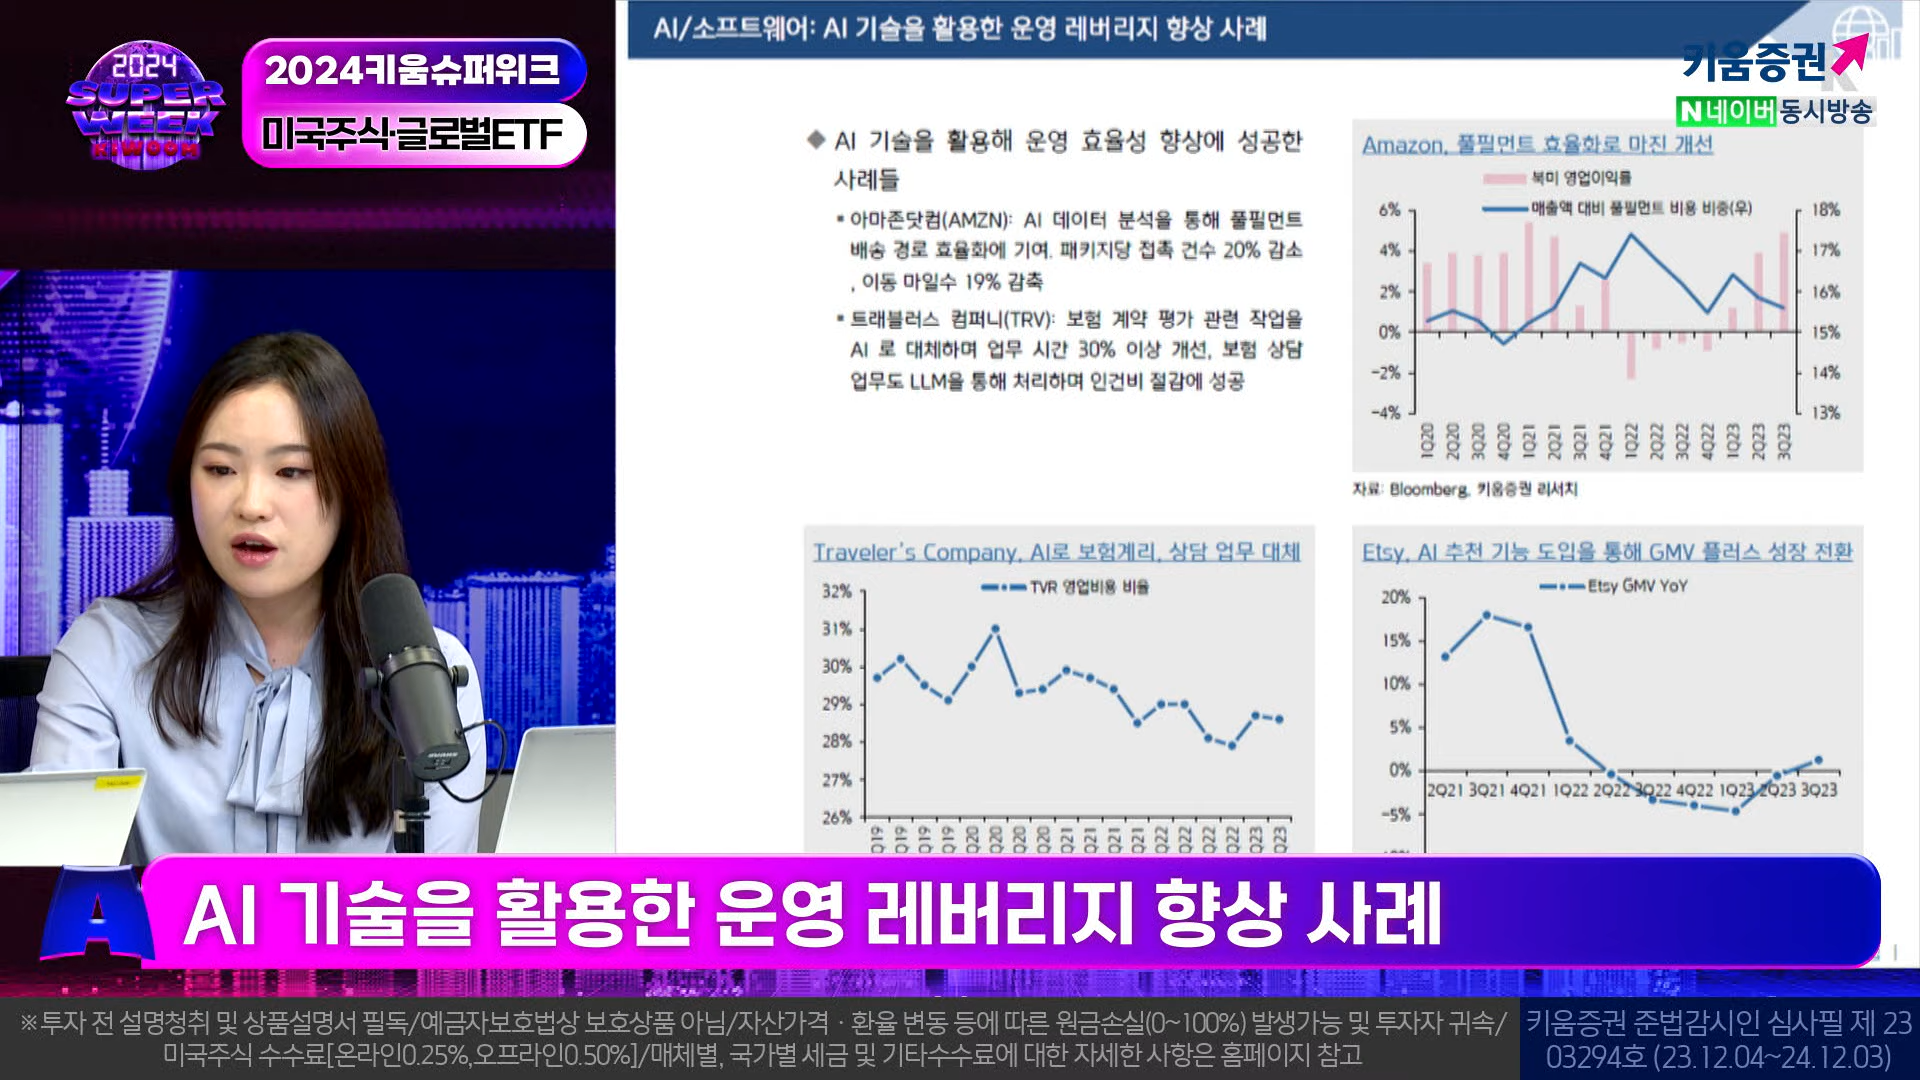 2024
SUPER
WEEK
KIWOOM
2024키움슈퍼위크
미국주식·글로벌ETF
AI/소프트웨어: AI 기술을 활용한 운영 레버리지 향상 사례
키움증권
N 네이버 동시방송
◆ AI 기술을 활용해 운영 효율성 향상에 성공한
사례들
▪ 아마존닷컴(AMZN): AI 데이터 분석을 통해 풀필먼트
배송 경로 효율화에 기여. 패키지당 접촉 건수 20% 감소
, 이동 마일수 19% 감축
▪ 트래블러스 컴퍼니(TRV): 보험 계약 평가 관련 작업을
AI 로 대체하며 업무 시간 30% 이상 개선, 보험 상담
업무도 LLM을 통해 처리하며 인건비 절감에 성공
Amazon, 풀필먼트 효율화로 마진 개선
북미 영업이익률
매출액 대비 풀필먼트 비용 비중(우)
6%
4%
2%
0%
-2%
-4%
18%
17%
16%
15%
14%
13%
1Q20 2Q20 3Q20 4Q20 1Q21 2Q21 3Q21 4Q21 1Q22 2Q22 3Q22 4Q22 1Q23 2Q23 3Q23
자료: Bloomberg, 키움증권 리서치
Traveler's Company, AI로 보험계리, 상담 업무 대체
TVR 영업비용 비율
32%
31%
30%
29%
28%
27%
26%
Q19 Q19 Q19 Q19 Q20 Q20 Q20 Q20 Q21 Q21 Q21 Q21 Q22 Q22 Q22 Q22 Q23 Q23
Etsy, AI 추천 기능 도입을 통해 GMV 플러스 성장 전환
Etsy GMV YoY
20%
15%
10%
5%
0%
-5%
2Q21 3Q21 4Q21 1Q22 2Q22 3Q22 4Q22 1Q23 2Q23 3Q23
A
AI 기술을 활용한 운영 레버리지 향상 사례
※투자 전 설명청취 및 상품설명서 필독/예금자보호법상 보호상품 아님/자산가격 · 환율 변동 등에 따른 원금손실(0~100%) 발생가능 및 투자자 귀속/
미국주식 수수료[온라인0.25%,오프라인0.50%]/매체별, 국가별 세금 및 기타수수료에 대한 자세한 사항은 홈페이지 참고
키움증권 준법감시인 심사필 제 23
03294호 (23.12.04~24.12.03)